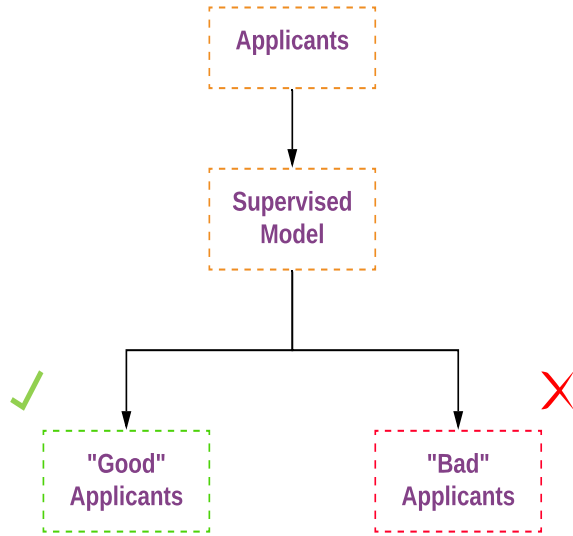 Applicants
Supervised
Model
"Good"
Applicants
"Bad"
Applicants